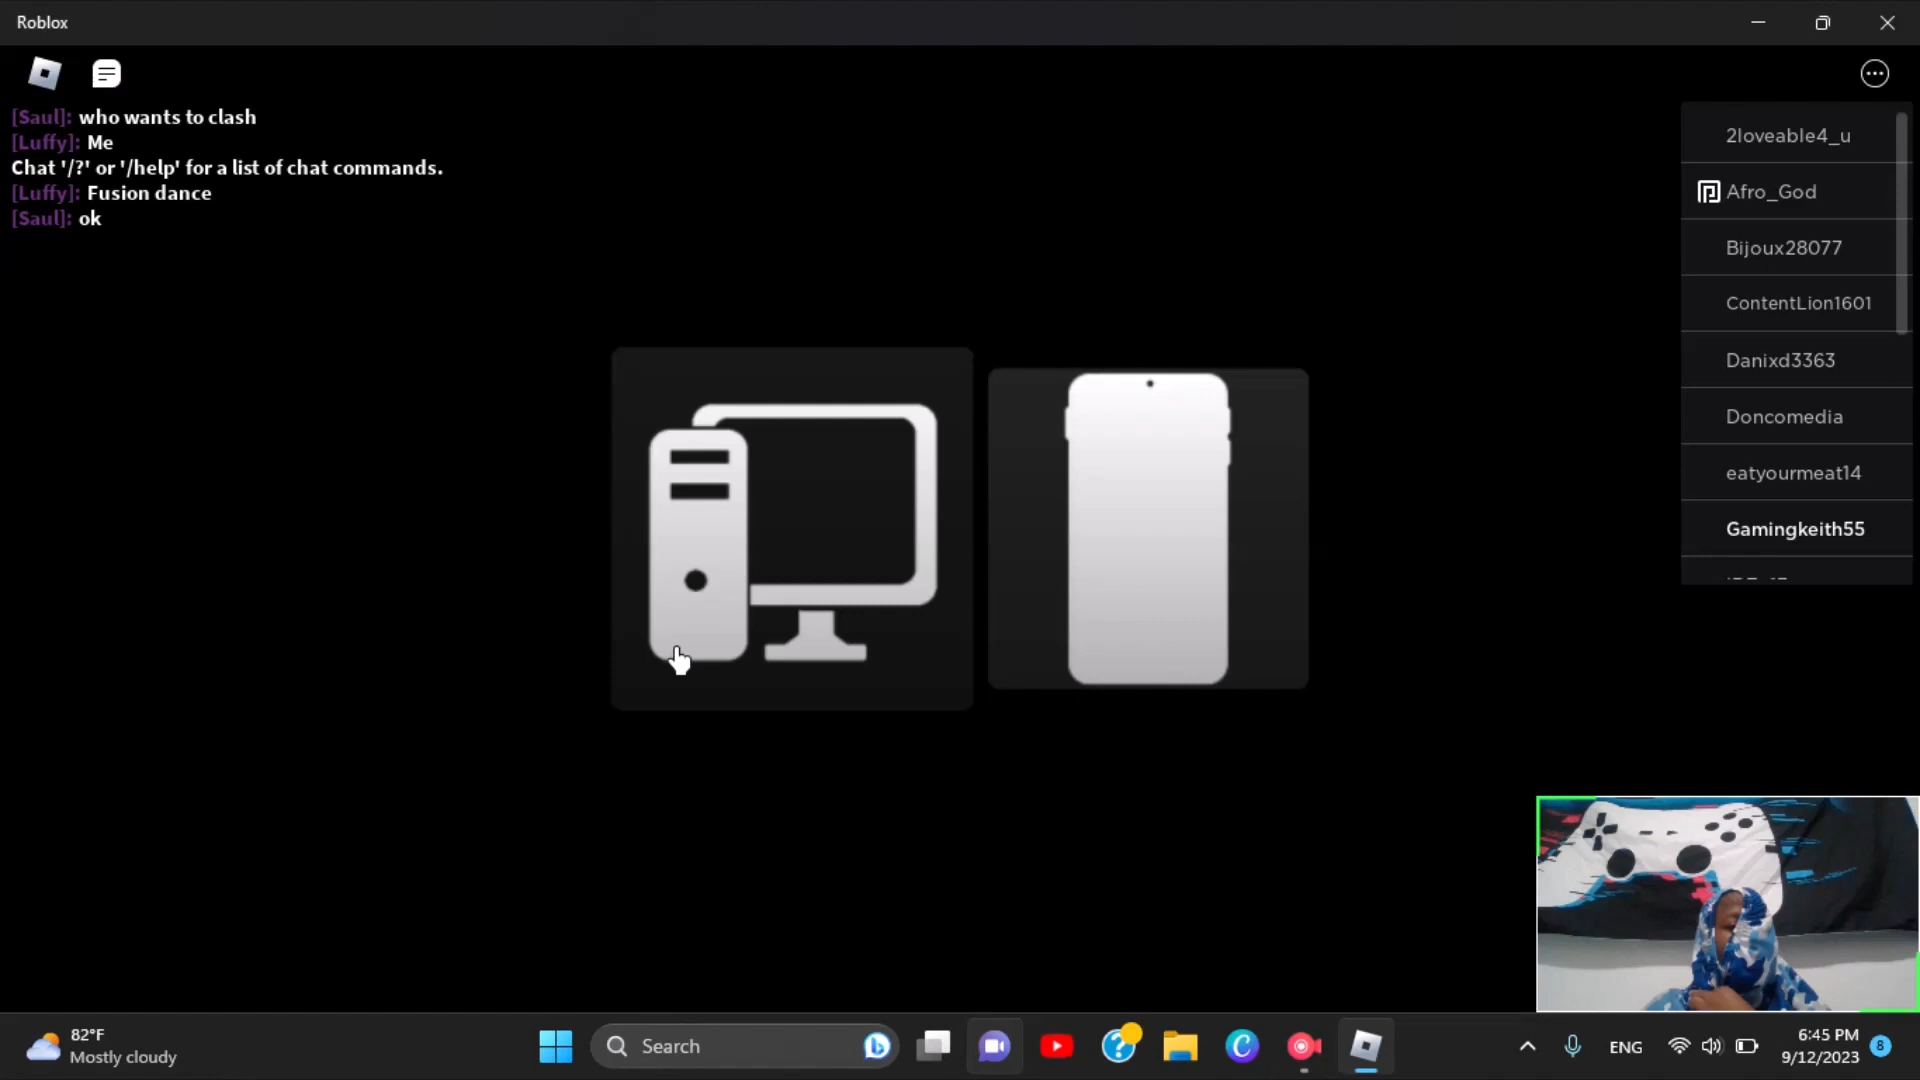 Roblox
[Saul]: who wants to clash
[Luffy]: Me
Chat '/?' or '/help' for a list of chat commands.
[Luffy]: Fusion dance
[Saul]: ok
2loveable4_u
Afro_God
Bijoux28077
ContentLion1601
Danixd3363
Doncomedia
eatyourmeat14
Gamingkeith55
82°F
Mostly cloudy
Search
ENG
6:45 PM
9/12/2023
8